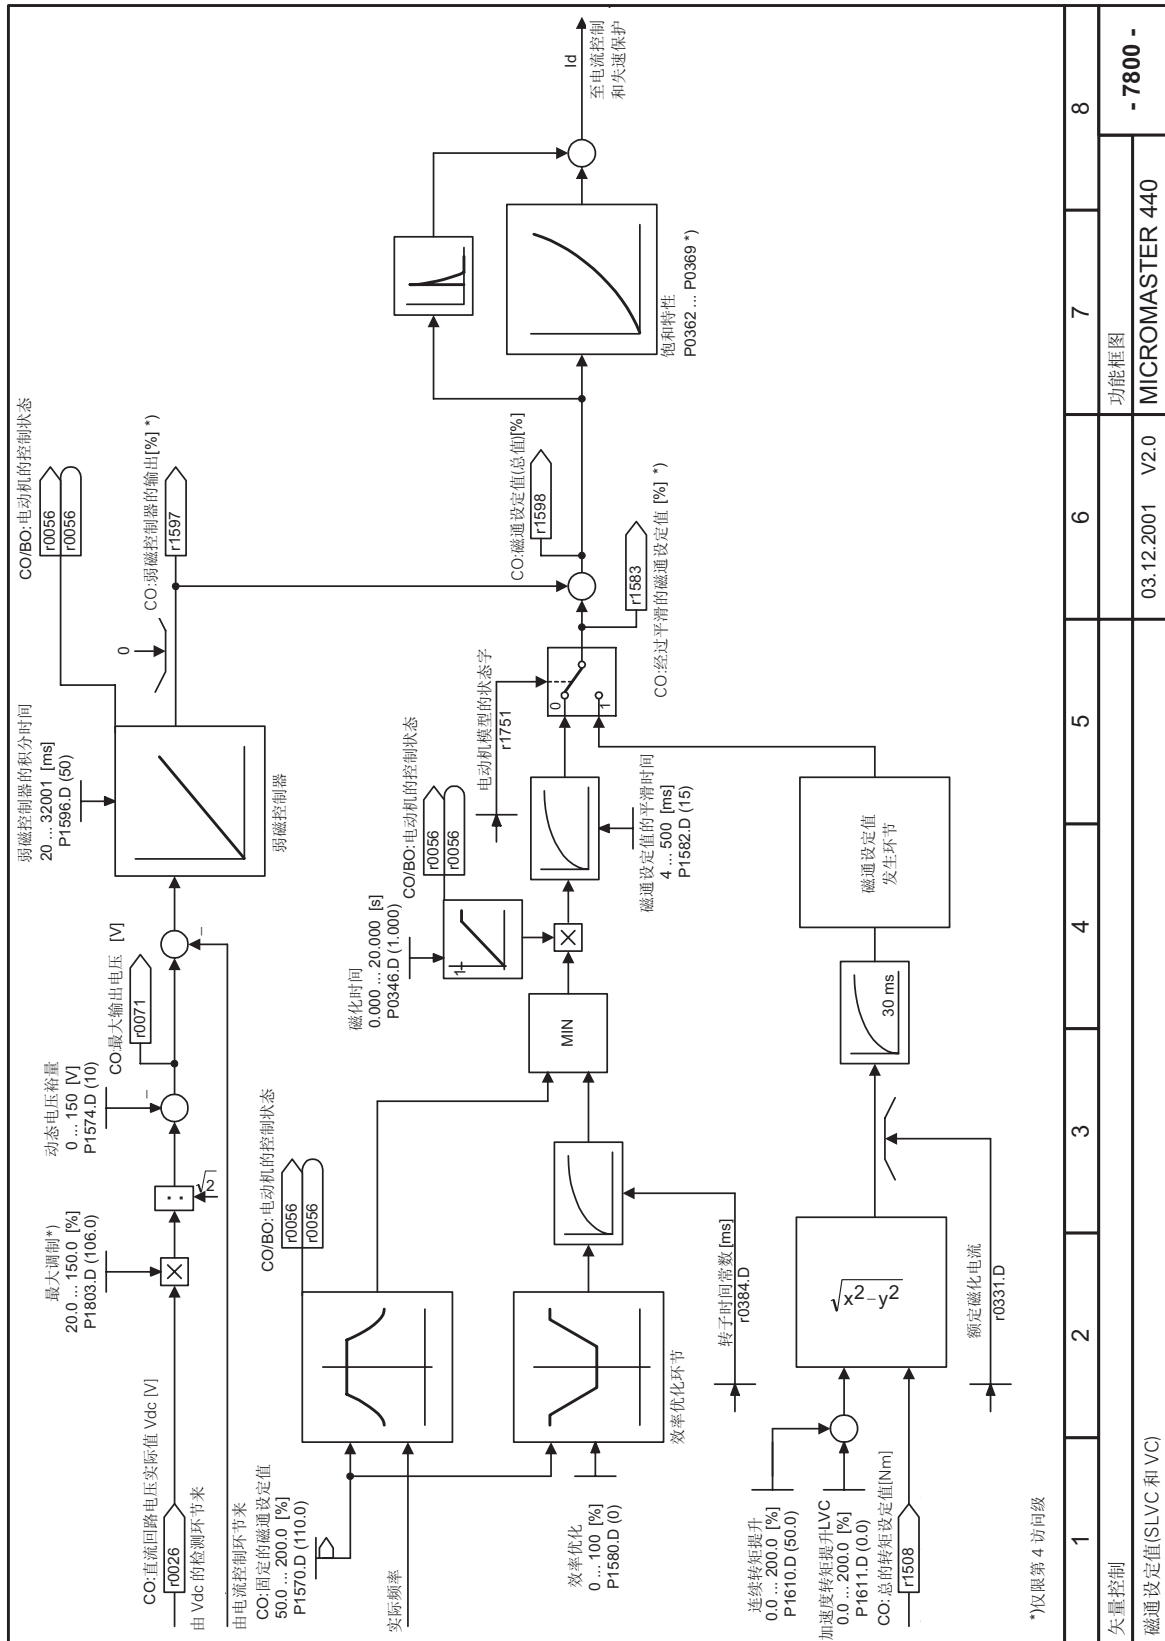 CO:直流回路电压实际值 Vdc [V]
r0026
由 Vdc 的检测环节来
由电流控制环节来
最大调制*)
20.0 ... 150.0 [%]
P1803.D (106.0)
√2
动态电压裕量
0 ... 150 [V]
P1574.D (10)
–
CO:最大输出电压 [V]
r0071
–
弱磁控制器的积分时间
20 ... 32001 [ms]
P1596.D (50)
弱磁控制器
CO/BO:电动机的控制状态
r0056
r0056
0
CO:弱磁控制器的输出[%] *)
r1597
CO:固定的磁通设定值
50.0 ... 200.0 [%]
P1570.D (110.0)
实际频率
CO/BO:电动机的控制状态
r0056
r0056
效率优化
0 ... 100 [%]
P1580.D (0)
效率优化环节
转子时间常数[ms]
r0384.D
MIN
磁化时间
0.000 ... 20.000 [s]
P0346.D (1.000)
1
CO/BO:电动机的控制状态
r0056
r0056
磁通设定值的平滑时间
4 ... 500 [ms]
P1582.D (15)
电动机模型的状态字
r1751
0
1
CO:经过平滑的磁通设定值 [%] *)
r1583
CO:磁通设定值(总值)[%]
r1598
饱和特性
P0362 ... P0369 *)
Id
至电流控制
和失速保护
连续转矩提升
0.0 ... 200.0 [%]
P1610.D (50.0)
加速度转矩提升LVC
0.0 ... 200.0 [%]
P1611.D (0.0)
CO:总的转矩设定值[Nm]
r1508
√x2–y2
额定磁化电流
r0331.D
30 ms
磁通设定值
发生环节
*)仅限第 4 访问级
1 2 3 4 5 6 7 8
矢量控制
磁通设定值(SLVC 和 VC)
03.12.2001 V2.0
功能框图
MICROMASTER 440
- 7800 -